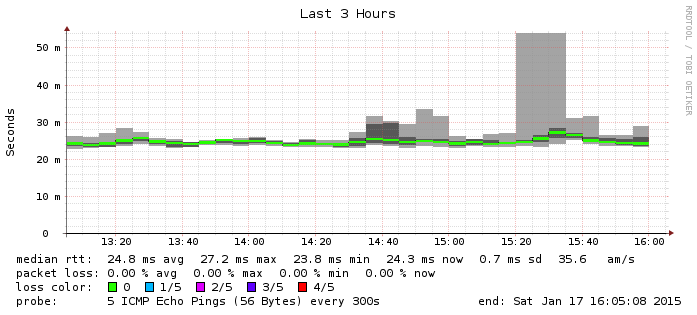 Last 3 Hours
RRDTOOL / TOBI OETIKER
Seconds
50 m
40 m
30 m
20 m
10 m
0
13:20 13:40 14:00 14:20 14:40 15:00 15:20 15:40 16:00
median rtt: 24.8 ms avg 27.2 ms max 23.8 ms min 24.3 ms now 0.7 ms sd 35.6 am/s
packet loss: 0.00 % avg 0.00 % max 0.00 % min 0.00 % now
loss color: 0 1/5 2/5 3/5 4/5
probe: 5 ICMP Echo Pings (56 Bytes) every 300s end: Sat Jan 17 16:05:08 2015